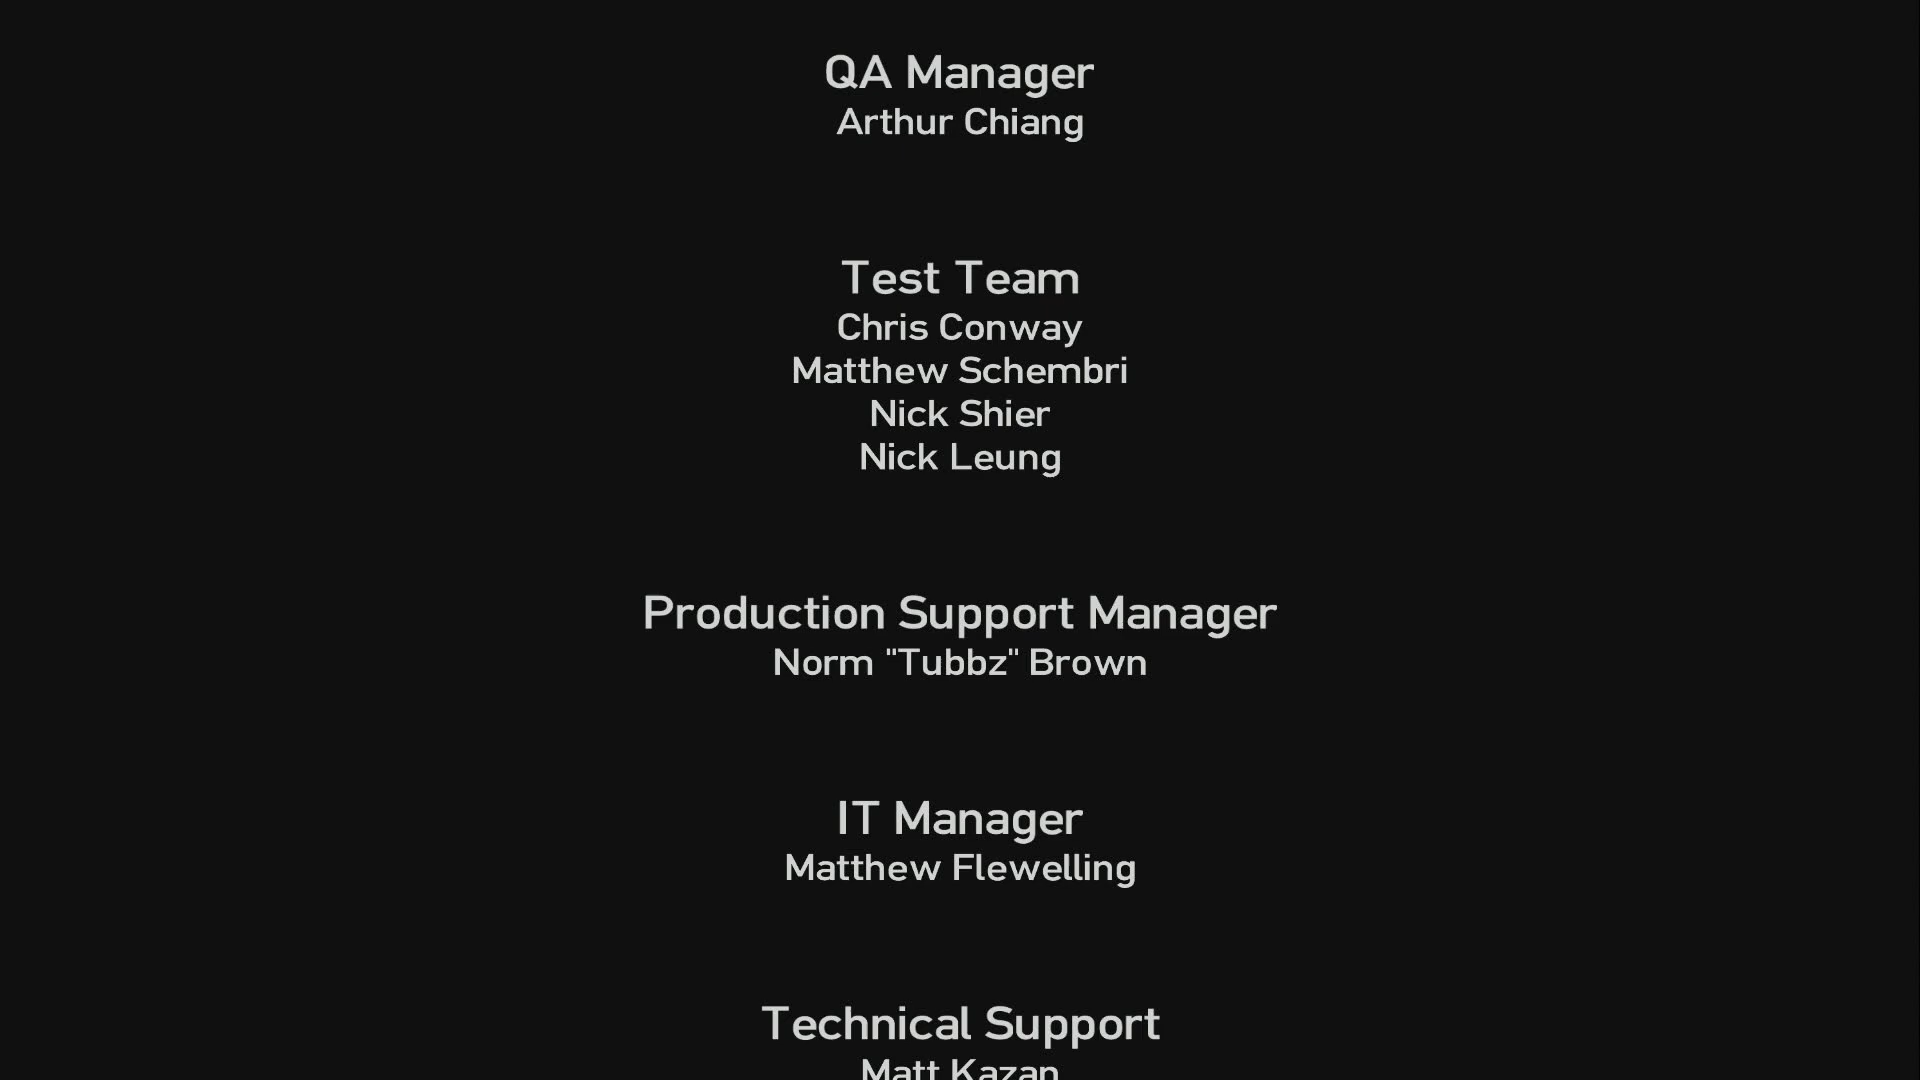 QA Manager
Arthur Chiang
Test Team
Chris Conway
Matthew Schembri
Nick Shier
Nick Leung
Production Support Manager
Norm "Tubbz" Brown
IT Manager
Matthew Flewelling
Technical Support
Matt Kazan